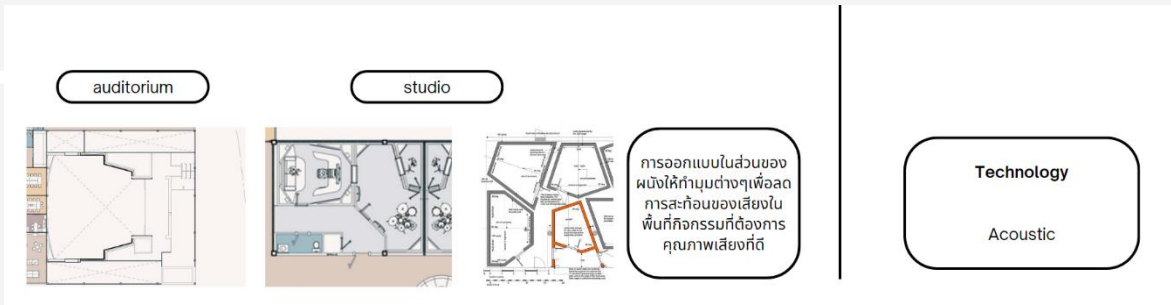 auditorium
studio
การออกแบบในส่วนของ
ผนังให้ทำมุมต่างๆเพื่อลด
การสะท้อนของเสียงใน
พื้นที่กิจกรรมที่ต้องการ
คุณภาพเสียงที่ดี
Technology
Acoustic